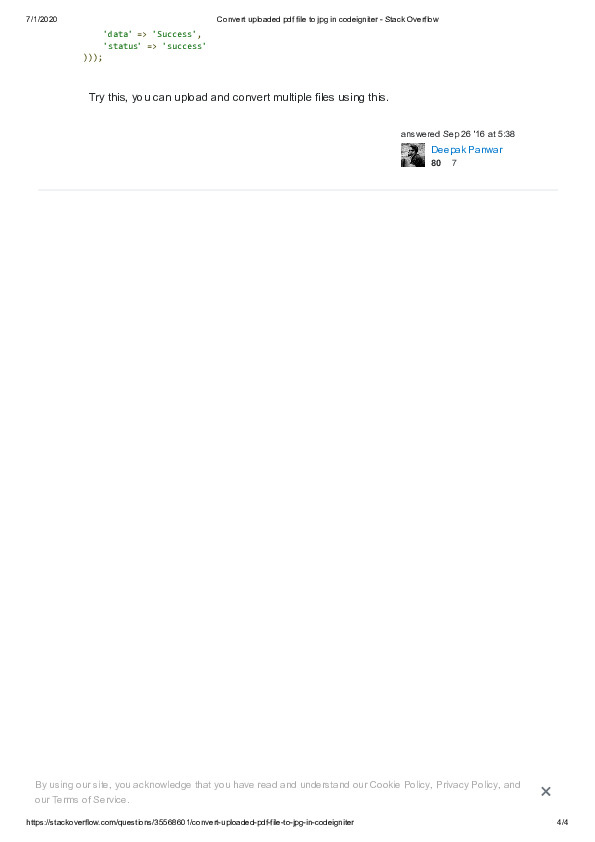 7/1/2020 Convert uploaded pdf file to jpg in codeigniter - Stack Overflow
'data' => 'Success',
'status' => 'success'
)));
Try this, you can upload and convert multiple files using this.
answered Sep 26 '16 at 5:38
Deepak Panwar
80 7
By using our site, you acknowledge that you have read and understand our Cookie Policy, Privacy Policy, and
our Terms of Service.
https://stackoverflow.com/questions/35568601/convert-uploaded-pdf-file-to-jpg-in-codeigniter 4/4